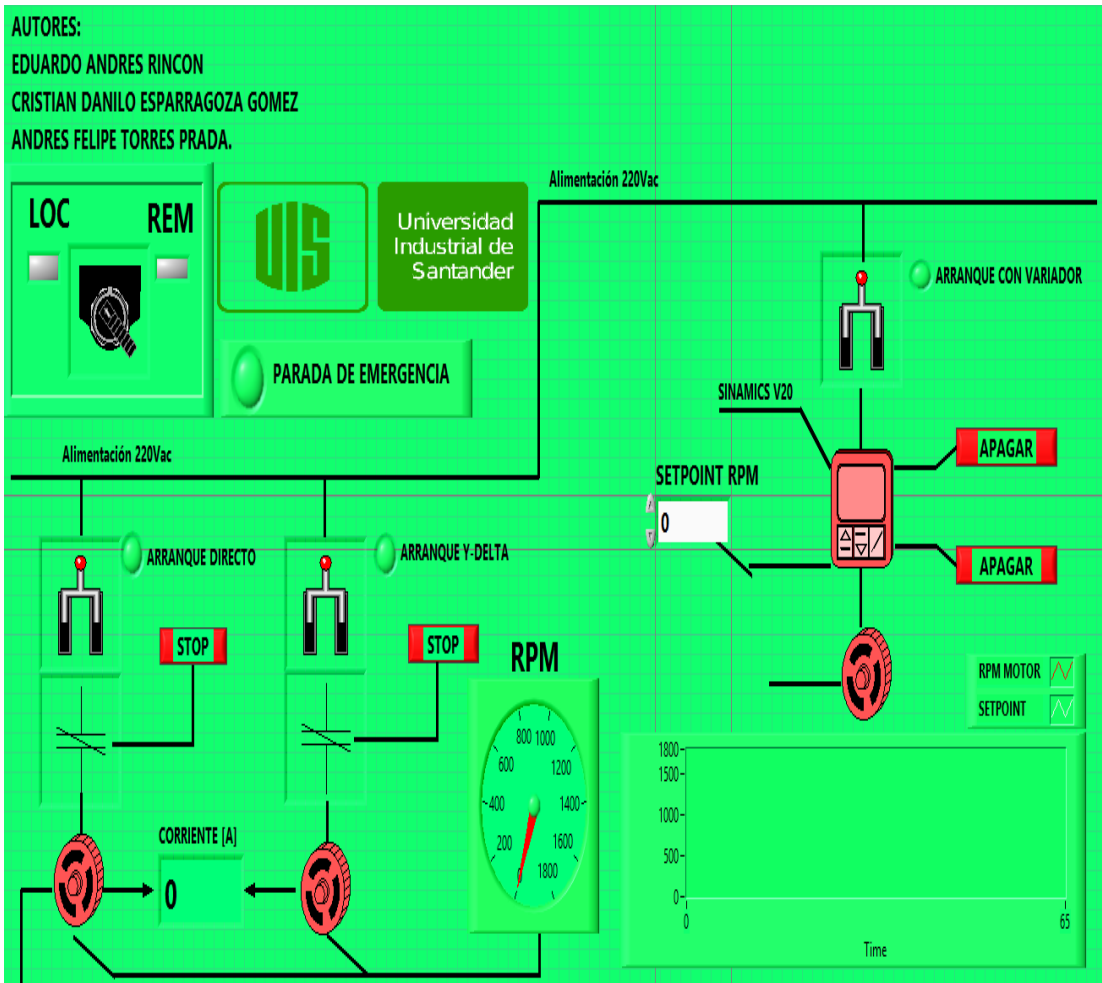 AUTORES:
EDUARDO ANDRES RINCON
CRISTIAN DANILO ESPARRAGOZA GOMEZ
ANDRES FELIPE TORRES PRADA.
LOC
REM
UIS
Universidad
Industrial de
Santander
PARADA DE EMERGENCIA
Alimentación 220Vac
ARRANQUE CON VARIADOR
SINAMICS V20
APAGAR
SETPOINT RPM
0
APAGAR
Alimentación 220Vac
ARRANQUE DIRECTO
ARRANQUE Y-DELTA
STOP
STOP
CORRIENTE [A]
0
RPM
0
200
400
600
800
1000
1200
1400
1600
1800
RPM MOTOR
SETPOINT
1800
1500
1000
500
0
0
65
Time